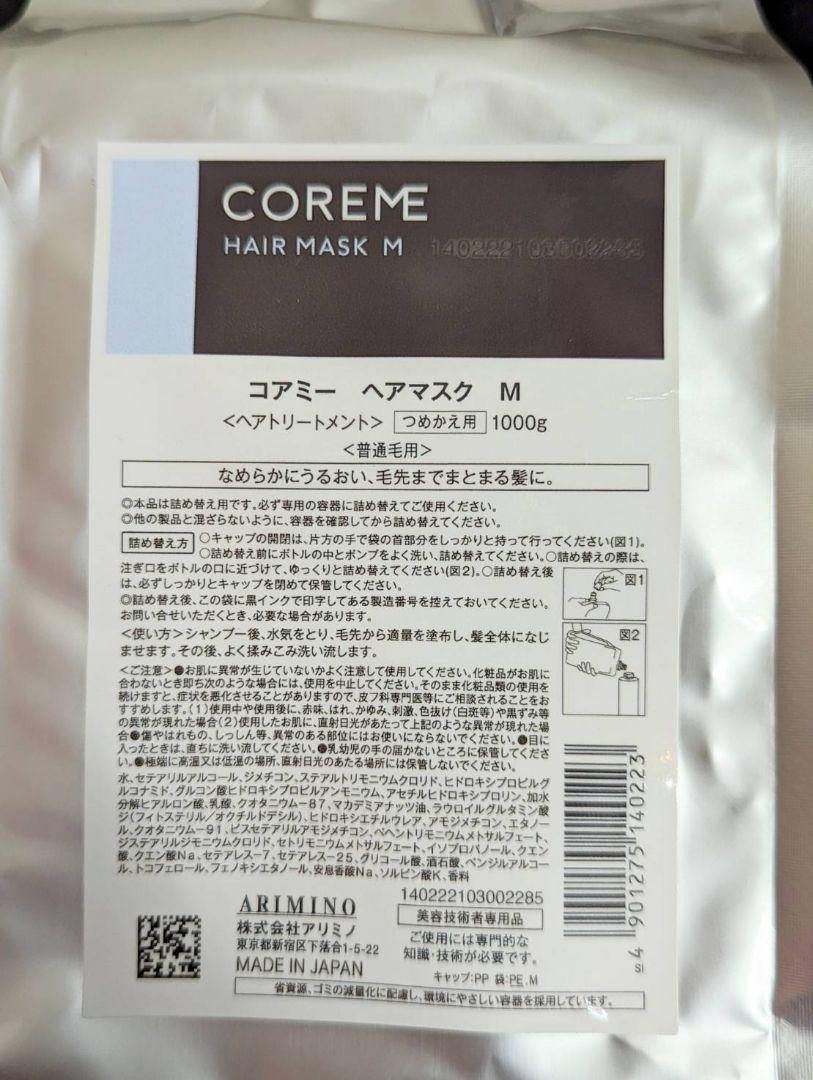 COREME
HAIR MASK M 140222103002285
コアミー ヘアマスク M
<ヘアトリートメント> つめかえ用 1000g
<普通毛用>
なめらかにうるおい、毛先までまとまる髪に。
◎本品は詰め替え用です。必ず専用の容器に詰め替えてご使用ください。
◎他の製品と混ざらないように、容器を確認してから詰め替えてください。
詰め替え方 ○キャップの開閉は、片方の手で袋の首部分をしっかりと持って行ってください(図1)。
○詰め替え前にボトルの中とポンプをよく洗い、詰め替えてください。○詰め替えの際は、
注ぎ口をボトルの口に近づけて、ゆっくりと詰め替えてください(図2)。○詰め替え後
は、必ずしっかりとキャップを閉めて保管してください。
図1
◎詰め替え後、この袋に黒インクで印字してある製造番号を控えておいてください。
お問い合せいただくとき、必要な場合があります。
<使い方>シャンプー後、水気をとり、毛先から適量を塗布し、髪全体になじ
ませます。その後、よく揉みこみ洗い流します。
図2
<ご注意>●お肌に異常が生じていないかよく注意して使用してください。化粧品がお肌に
合わないとき即ち次のような場合には、使用を中止してください。そのまま化粧品類の使用を
続けますと、症状を悪化させることがありますので、皮フ科専門医等にご相談されることをお
すすめします。(1)使用中や使用後に、赤味、はれ、かゆみ、刺激、色抜け(白斑等)や黒ずみ等
の異常が現れた場合(2)使用したお肌に、直射日光があたって上記のような異常が現れた場
合●傷やはれもの、しっしん等、異常のある部位にはお使いにならないでください。●目に
入ったときは、直ちに洗い流してください。●乳幼児の手の届かないところに保管してくださ
い。●極端に高温又は低温の場所、直射日光のあたる場所には保管しないでください。
水、セテアリルアルコール、ジメチコン、ステアルトリモニウムクロリド、ヒドロキシプロピルグル
コナミド、グルコン酸ヒドロキシプロピルアンモニウム、アセチルヒドロキシプロリン、加水
分解ヒアルロン酸、乳酸、クオタニウム-87、マカデミアナッツ油、ラウロイルグルタミン酸
ジ(フィトステリル/オクチルドデシル)、ヒドロキシエチルウレア、アモジメチコン、エタノー
ル、クオタニウム-91、ビスセテアリルアモジメチコン、ベヘントリモニウムメトサルフェート、
ジステアリルジモニウムクロリド、セトリモニウムメトサルフェート、イソプロパノール、クエン
酸、クエン酸Na、セテアレス-7、セテアレス-25、グリコール酸、酒石酸、ベンジルアルコー
ル、トコフェロール、フェノキシエタノール、安息香酸Na、ソルビン酸K、香料
4 901275 140223
SI
ARIMINO
株式会社アリミノ
東京都新宿区下落合1-5-22
MADE IN JAPAN
140222103002285
美容技術者専用品
ご使用には専門的な
知識・技術が必要です。
キャップ:PP 袋:PE,M
省資源、ゴミの減量化に配慮し、環境にやさしい容器を採用しています。